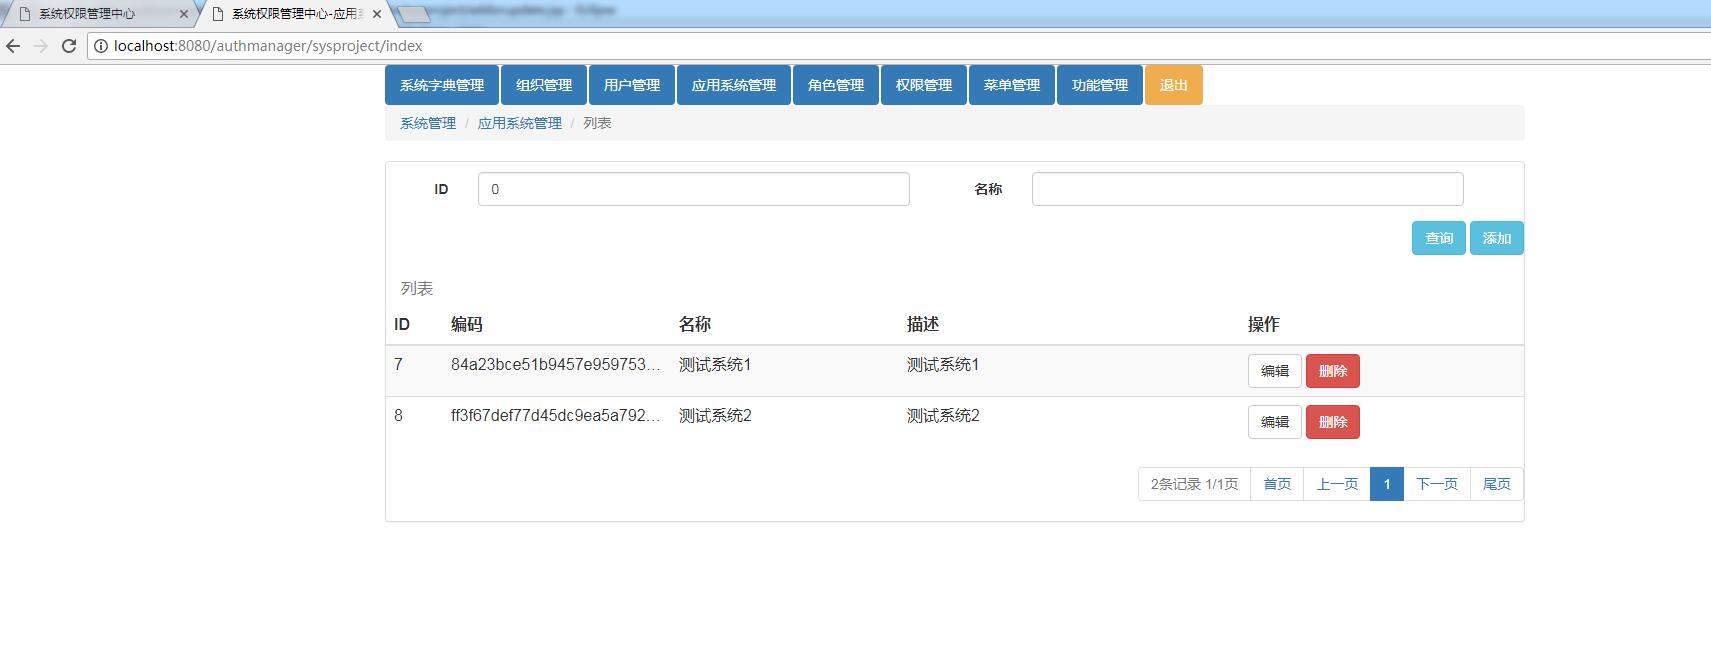 系统权限管理中心 系统权限管理中心-应用
localhost:8080/authmanager/sysproject/index
系统字典管理 组织管理 用户管理 应用系统管理 角色管理 权限管理 菜单管理 功能管理 退出
系统管理 / 应用系统管理 / 列表
ID 0 名称
查询 添加
列表
ID 编码 名称 描述 操作
7 84a23bce51b9457e959753... 测试系统1 测试系统1 编辑 删除
8 ff3f67def77d45dc9ea5a792... 测试系统2 测试系统2 编辑 删除
2条记录 1/1页 首页 上一页 1 下一页 尾页